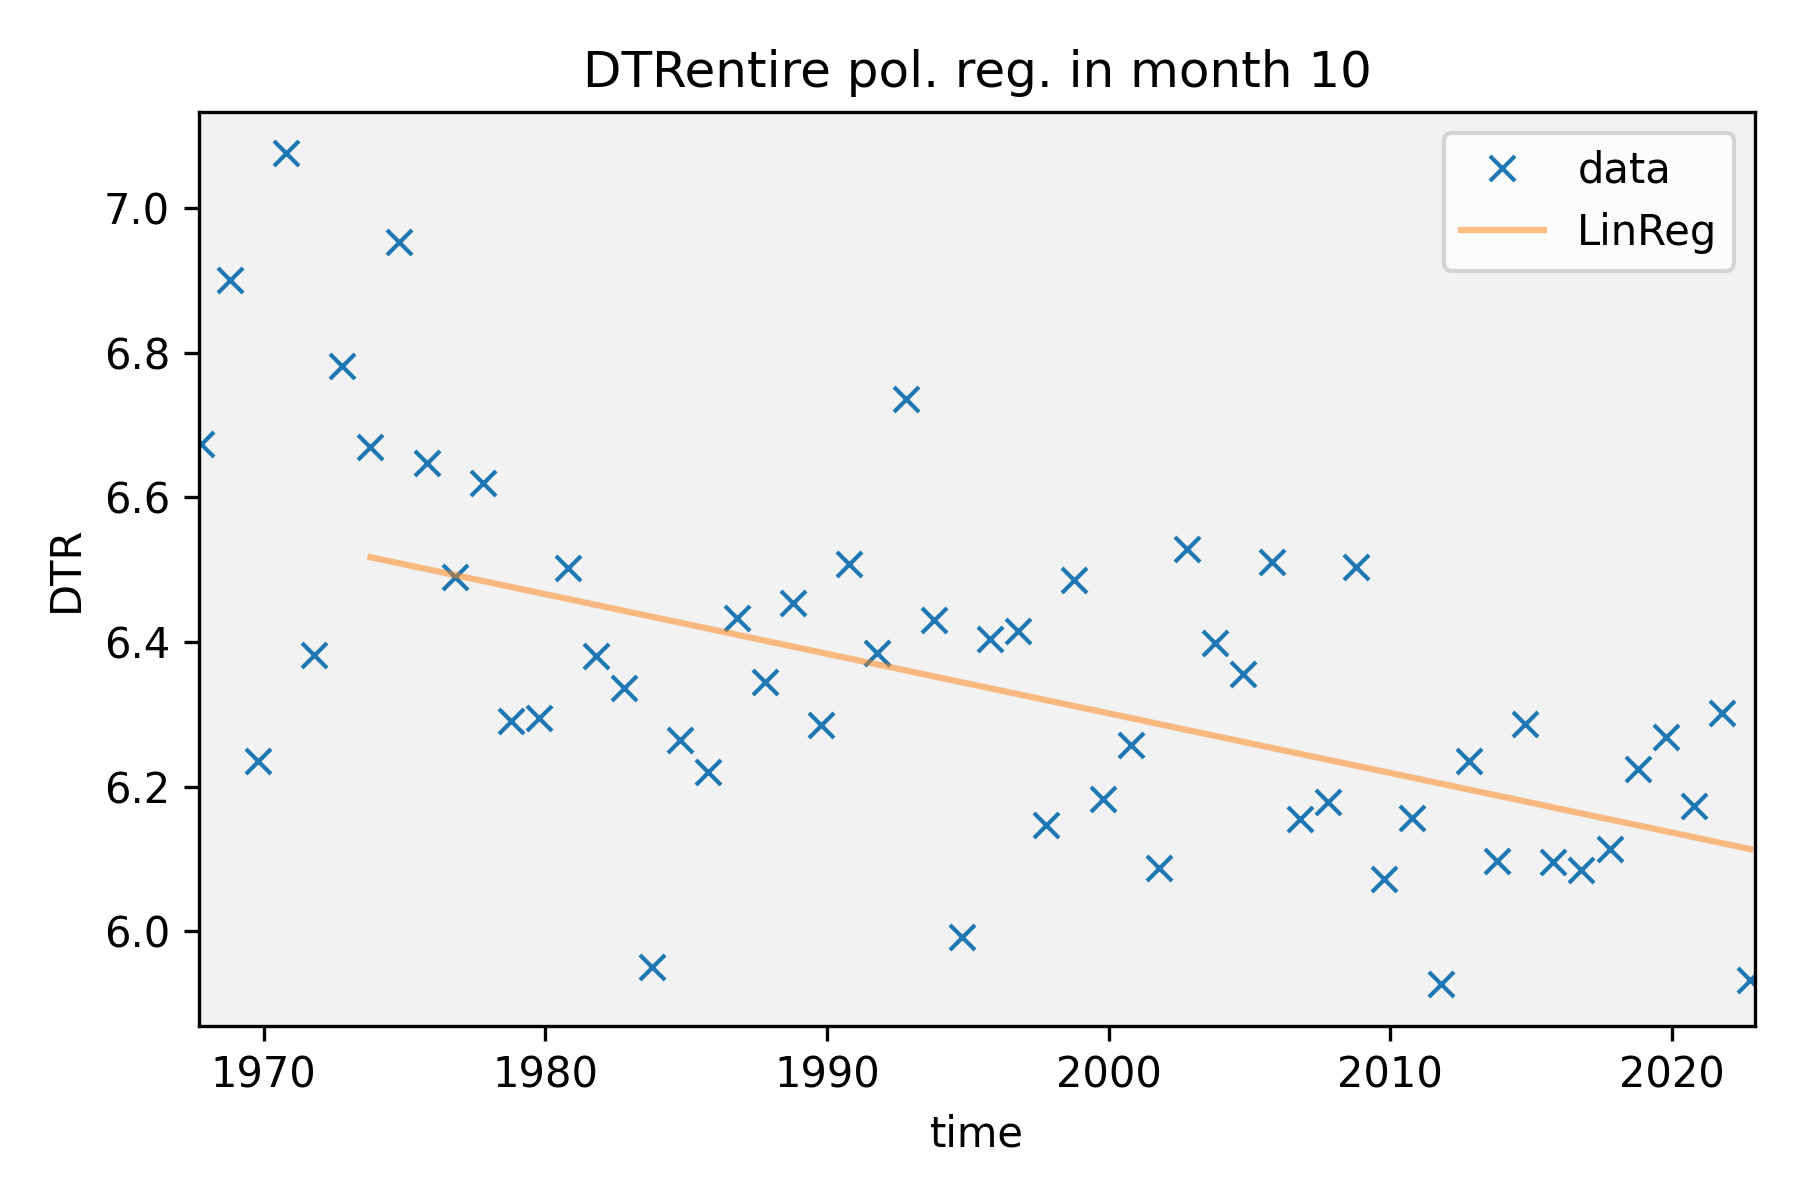 DTRentire pol. reg. in month 10
data
LinReg
7.0
6.8
6.6
6.4
6.2
6.0
DTR
1970 1980 1990 2000 2010 2020
time